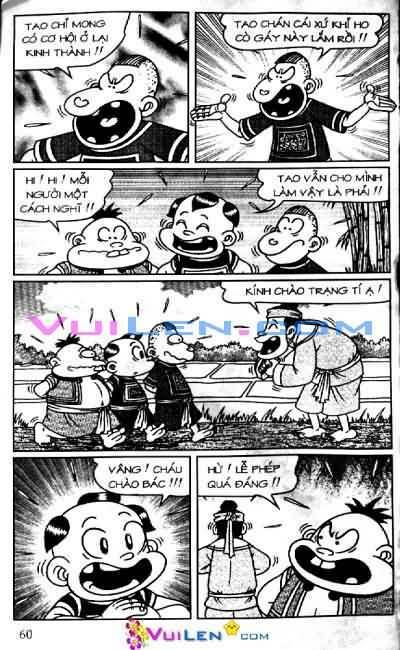 TAO CHỈ MONG
CÓ CƠ HỘI Ở LẠI
KINH THÀNH!!
TAO CHÁN CÁI XỨ KHỈ HO
CÒ GÁY NÀY LẮM RỒI!!
HI! HI! MỖI
NGƯỜI MỘT
CÁCH NGHĨ!!
TAO VẪN CHO MÌNH
LÀM VẬY LÀ PHẢI!!
KÍNH CHÀO TRẠNG TÍ Ạ!
VUILEN.COM
VÂNG! CHÁU
CHÀO BÁC!!!
HỪ! LỄ PHÉP
QUÁ ĐÁNG!!
60
VUILEN.COM